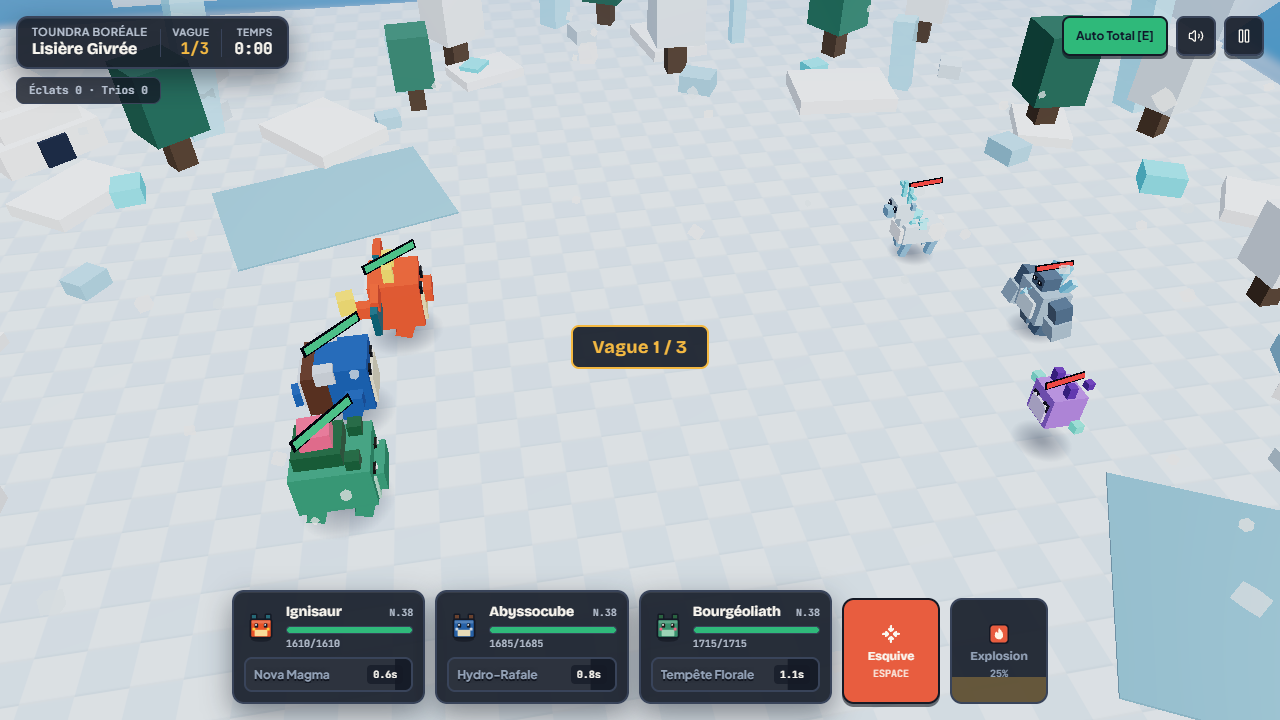 TOUNDRA BORÉALE
Lisière Givrée
VAGUE
1/3
TEMPS
0:00
Éclats 0 · Trios 0
Auto Total [E]
Vague 1 / 3
Ignisaur
N.38
1610/1610
Nova Magma
0.6s
Abyssocube
N.38
1685/1685
Hydro-Rafale
0.8s
Bourgéoliath
N.38
1715/1715
Tempête Florale
1.1s
Esquive
ESPACE
Explosion
25%